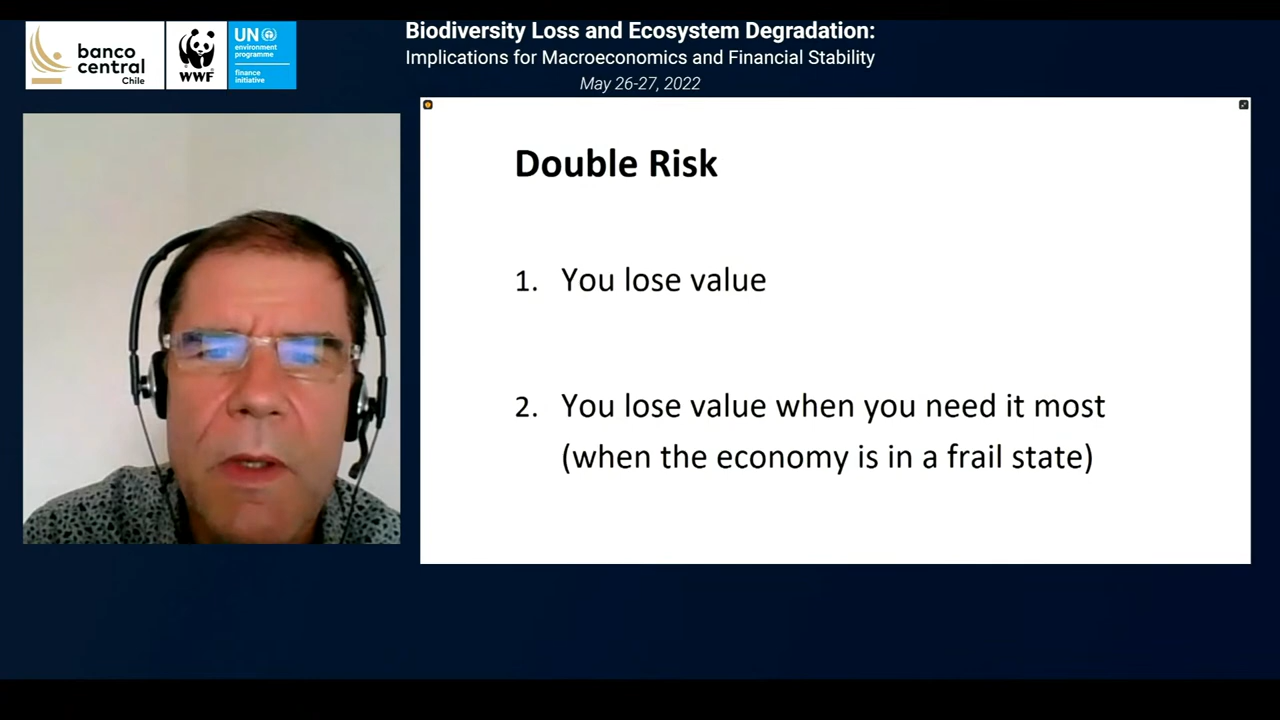 banco
central
Chile
WWF
UN
environment
programme
finance
initiative
Biodiversity Loss and Ecosystem Degradation:
Implications for Macroeconomics and Financial Stability
May 26-27, 2022
Double Risk
1. You lose value
2. You lose value when you need it most
(when the economy is in a frail state)